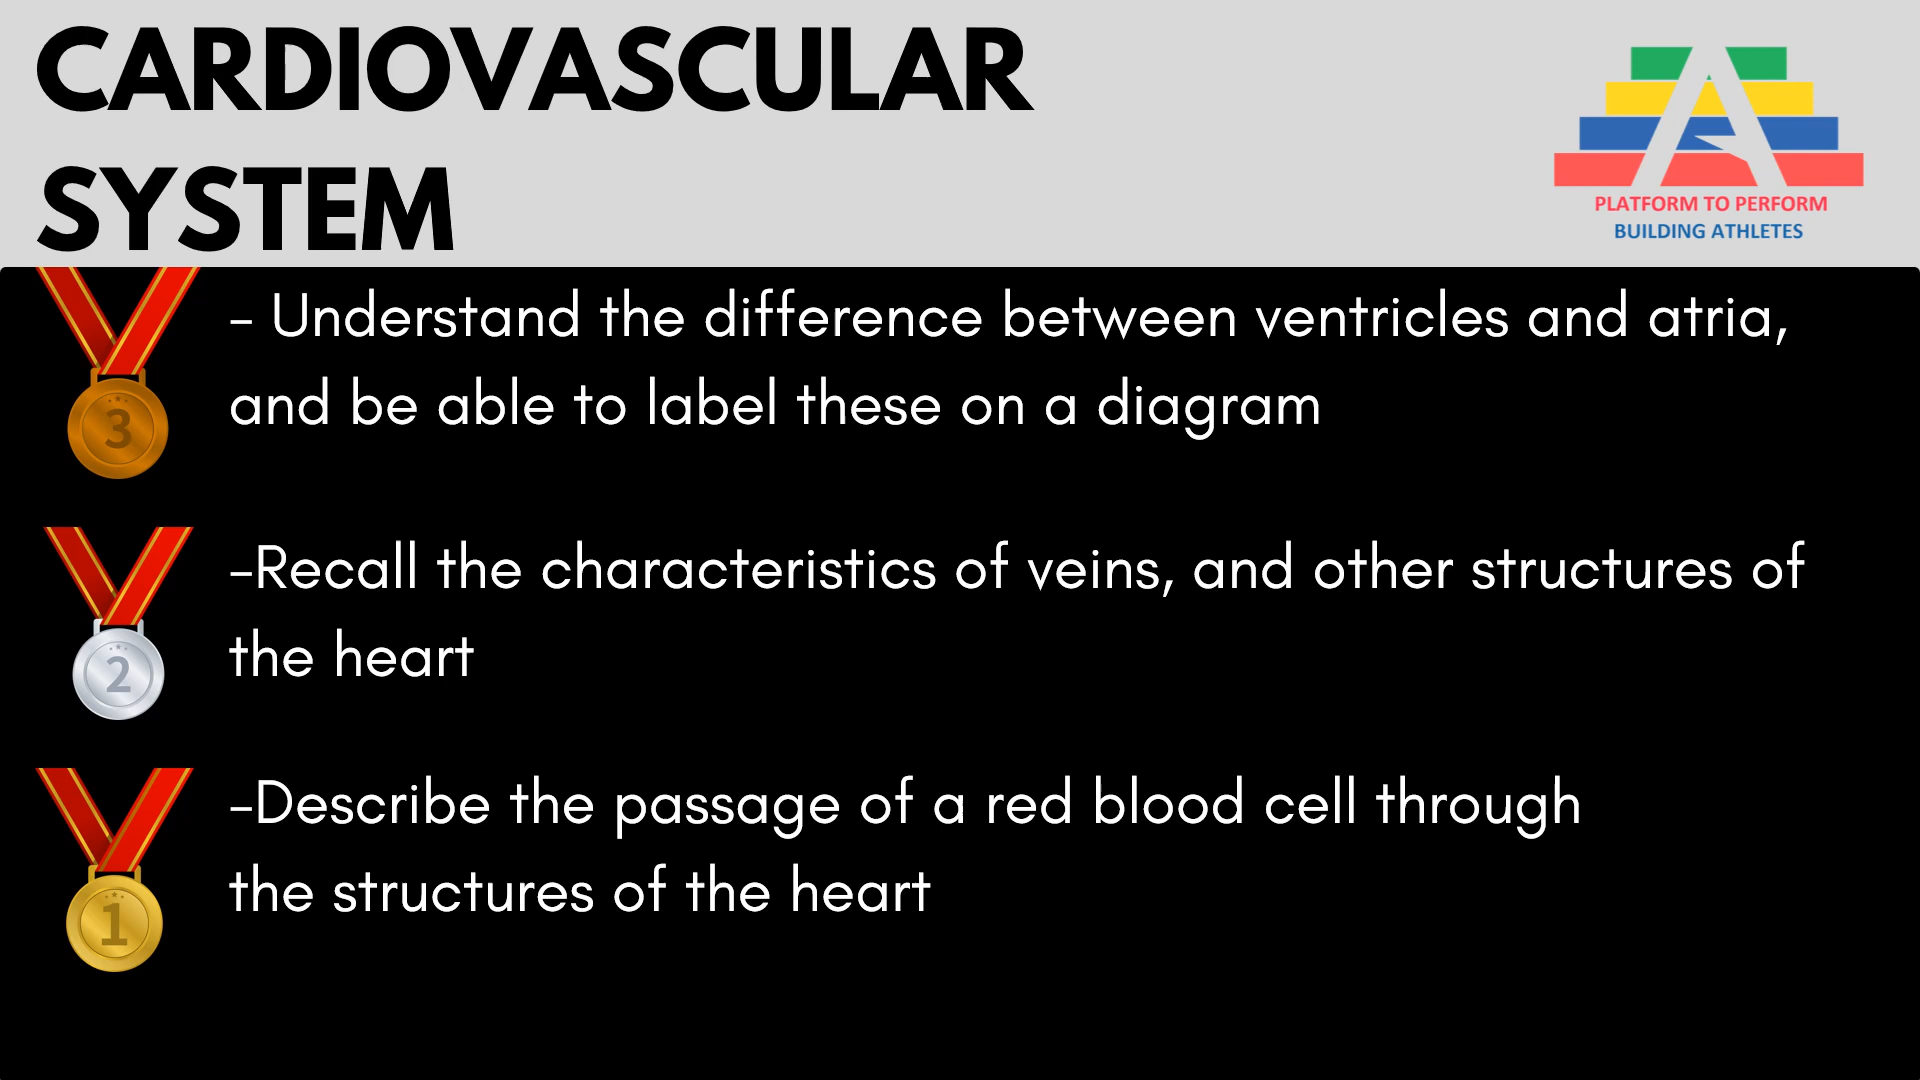 CARDIOVASCULAR
SYSTEM
PLATFORM TO PERFORM
BUILDING ATHLETES
3
- Understand the difference between ventricles and atria,
and be able to label these on a diagram
2
-Recall the characteristics of veins, and other structures of
the heart
1
-Describe the passage of a red blood cell through
the structures of the heart